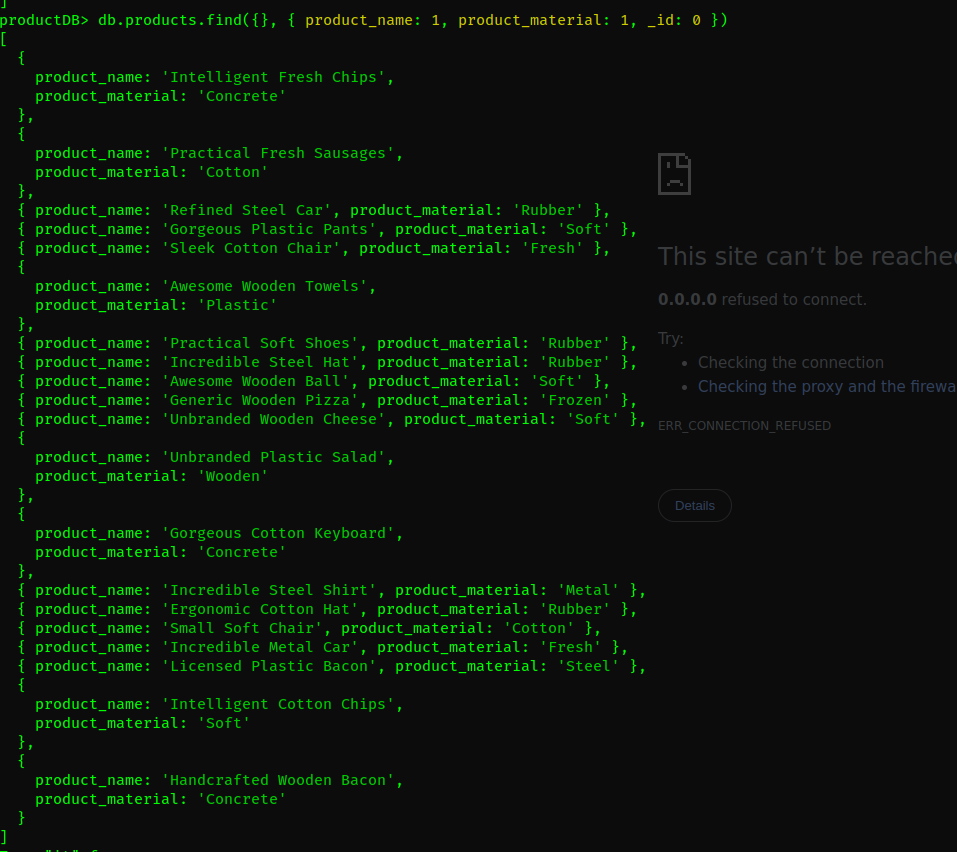 ]
productDB> db.products.find({}, { product_name: 1, product_material: 1, _id: 0 })
[
  {
    product_name: 'Intelligent Fresh Chips',
    product_material: 'Concrete'
  },
  {
    product_name: 'Practical Fresh Sausages',
    product_material: 'Cotton'
  },
  { product_name: 'Refined Steel Car', product_material: 'Rubber' },
  { product_name: 'Gorgeous Plastic Pants', product_material: 'Soft' },
  { product_name: 'Sleek Cotton Chair', product_material: 'Fresh' },
  {
    product_name: 'Awesome Wooden Towels',
    product_material: 'Plastic'
  },
  { product_name: 'Practical Soft Shoes', product_material: 'Rubber' },
  { product_name: 'Incredible Steel Hat', product_material: 'Rubber' },
  { product_name: 'Awesome Wooden Ball', product_material: 'Soft' },
  { product_name: 'Generic Wooden Pizza', product_material: 'Frozen' },
  { product_name: 'Unbranded Wooden Cheese', product_material: 'Soft' },
  {
    product_name: 'Unbranded Plastic Salad',
    product_material: 'Wooden'
  },
  {
    product_name: 'Gorgeous Cotton Keyboard',
    product_material: 'Concrete'
  },
  { product_name: 'Incredible Steel Shirt', product_material: 'Metal' },
  { product_name: 'Ergonomic Cotton Hat', product_material: 'Rubber' },
  { product_name: 'Small Soft Chair', product_material: 'Cotton' },
  { product_name: 'Incredible Metal Car', product_material: 'Fresh' },
  { product_name: 'Licensed Plastic Bacon', product_material: 'Steel' },
  {
    product_name: 'Intelligent Cotton Chips',
    product_material: 'Soft'
  },
  {
    product_name: 'Handcrafted Wooden Bacon',
    product_material: 'Concrete'
  }
]
This site can’t be reache
0.0.0.0 refused to connect.
Try:
• Checking the connection
• Checking the proxy and the firewa
ERR_CONNECTION_REFUSED
Details